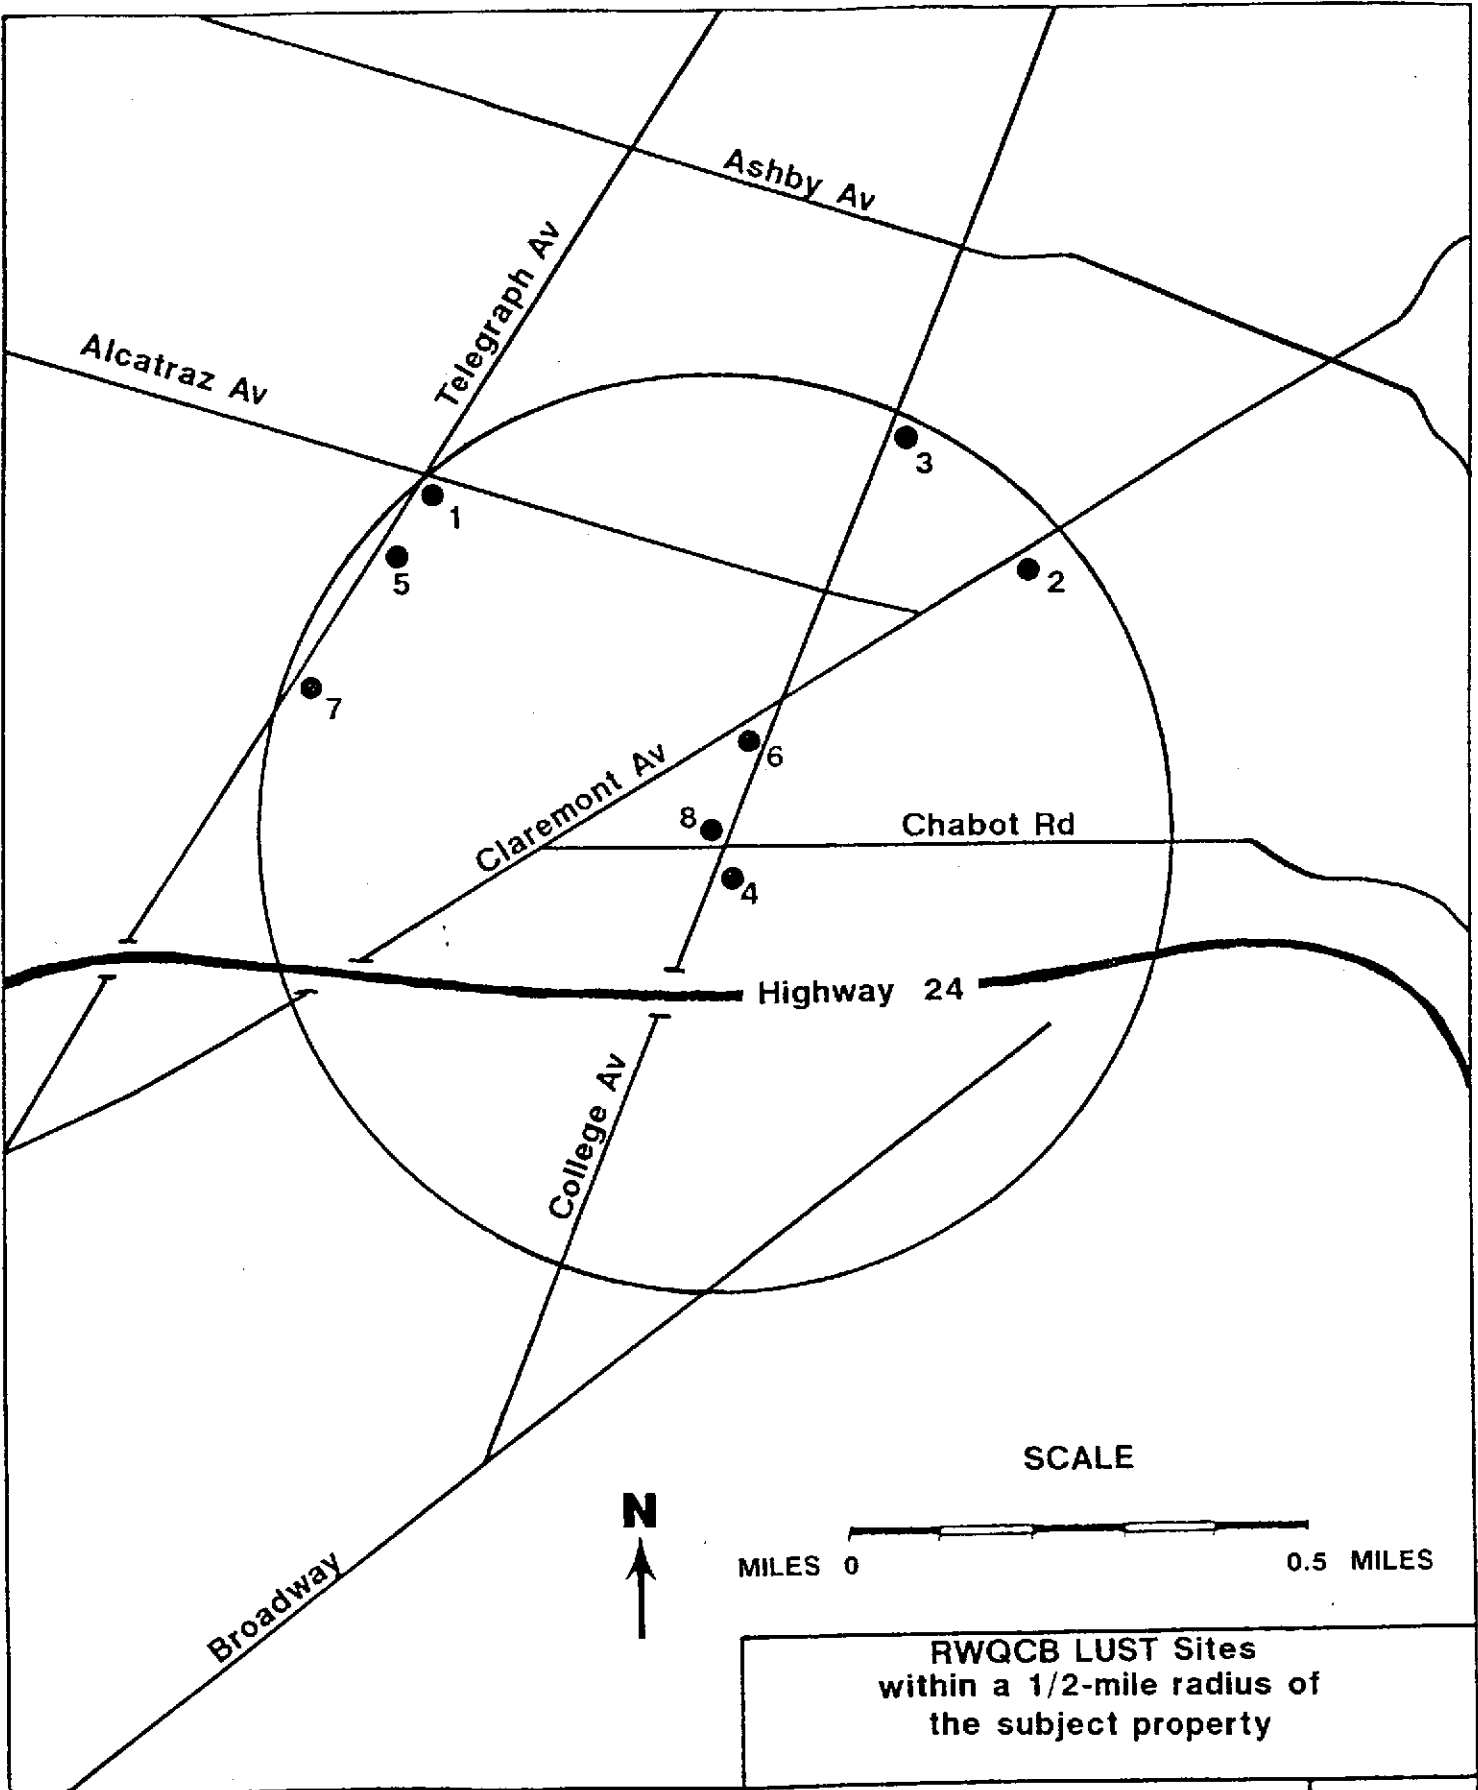 Ashby Av
Telegraph Av
Alcatraz Av
3
1
2
5
7
Claremont Av
6
8
Chabot Rd
4
Highway 24
College Av
SCALE
N
MILES 0 0.5 MILES
Broadway
RWQCB LUST Sites
within a 1/2-mile radius of
the subject property